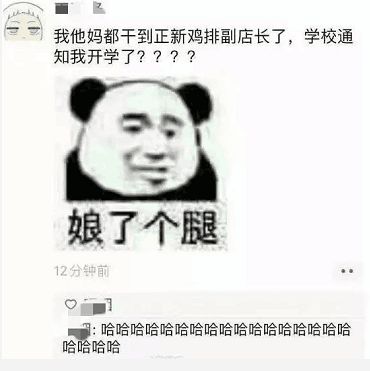 我他妈都干到正新鸡排副店长了，学校通
知我开学了？？？？
娘了个腿
12分钟前
: 哈哈哈哈哈哈哈哈哈哈哈哈哈哈哈哈哈
哈哈哈哈